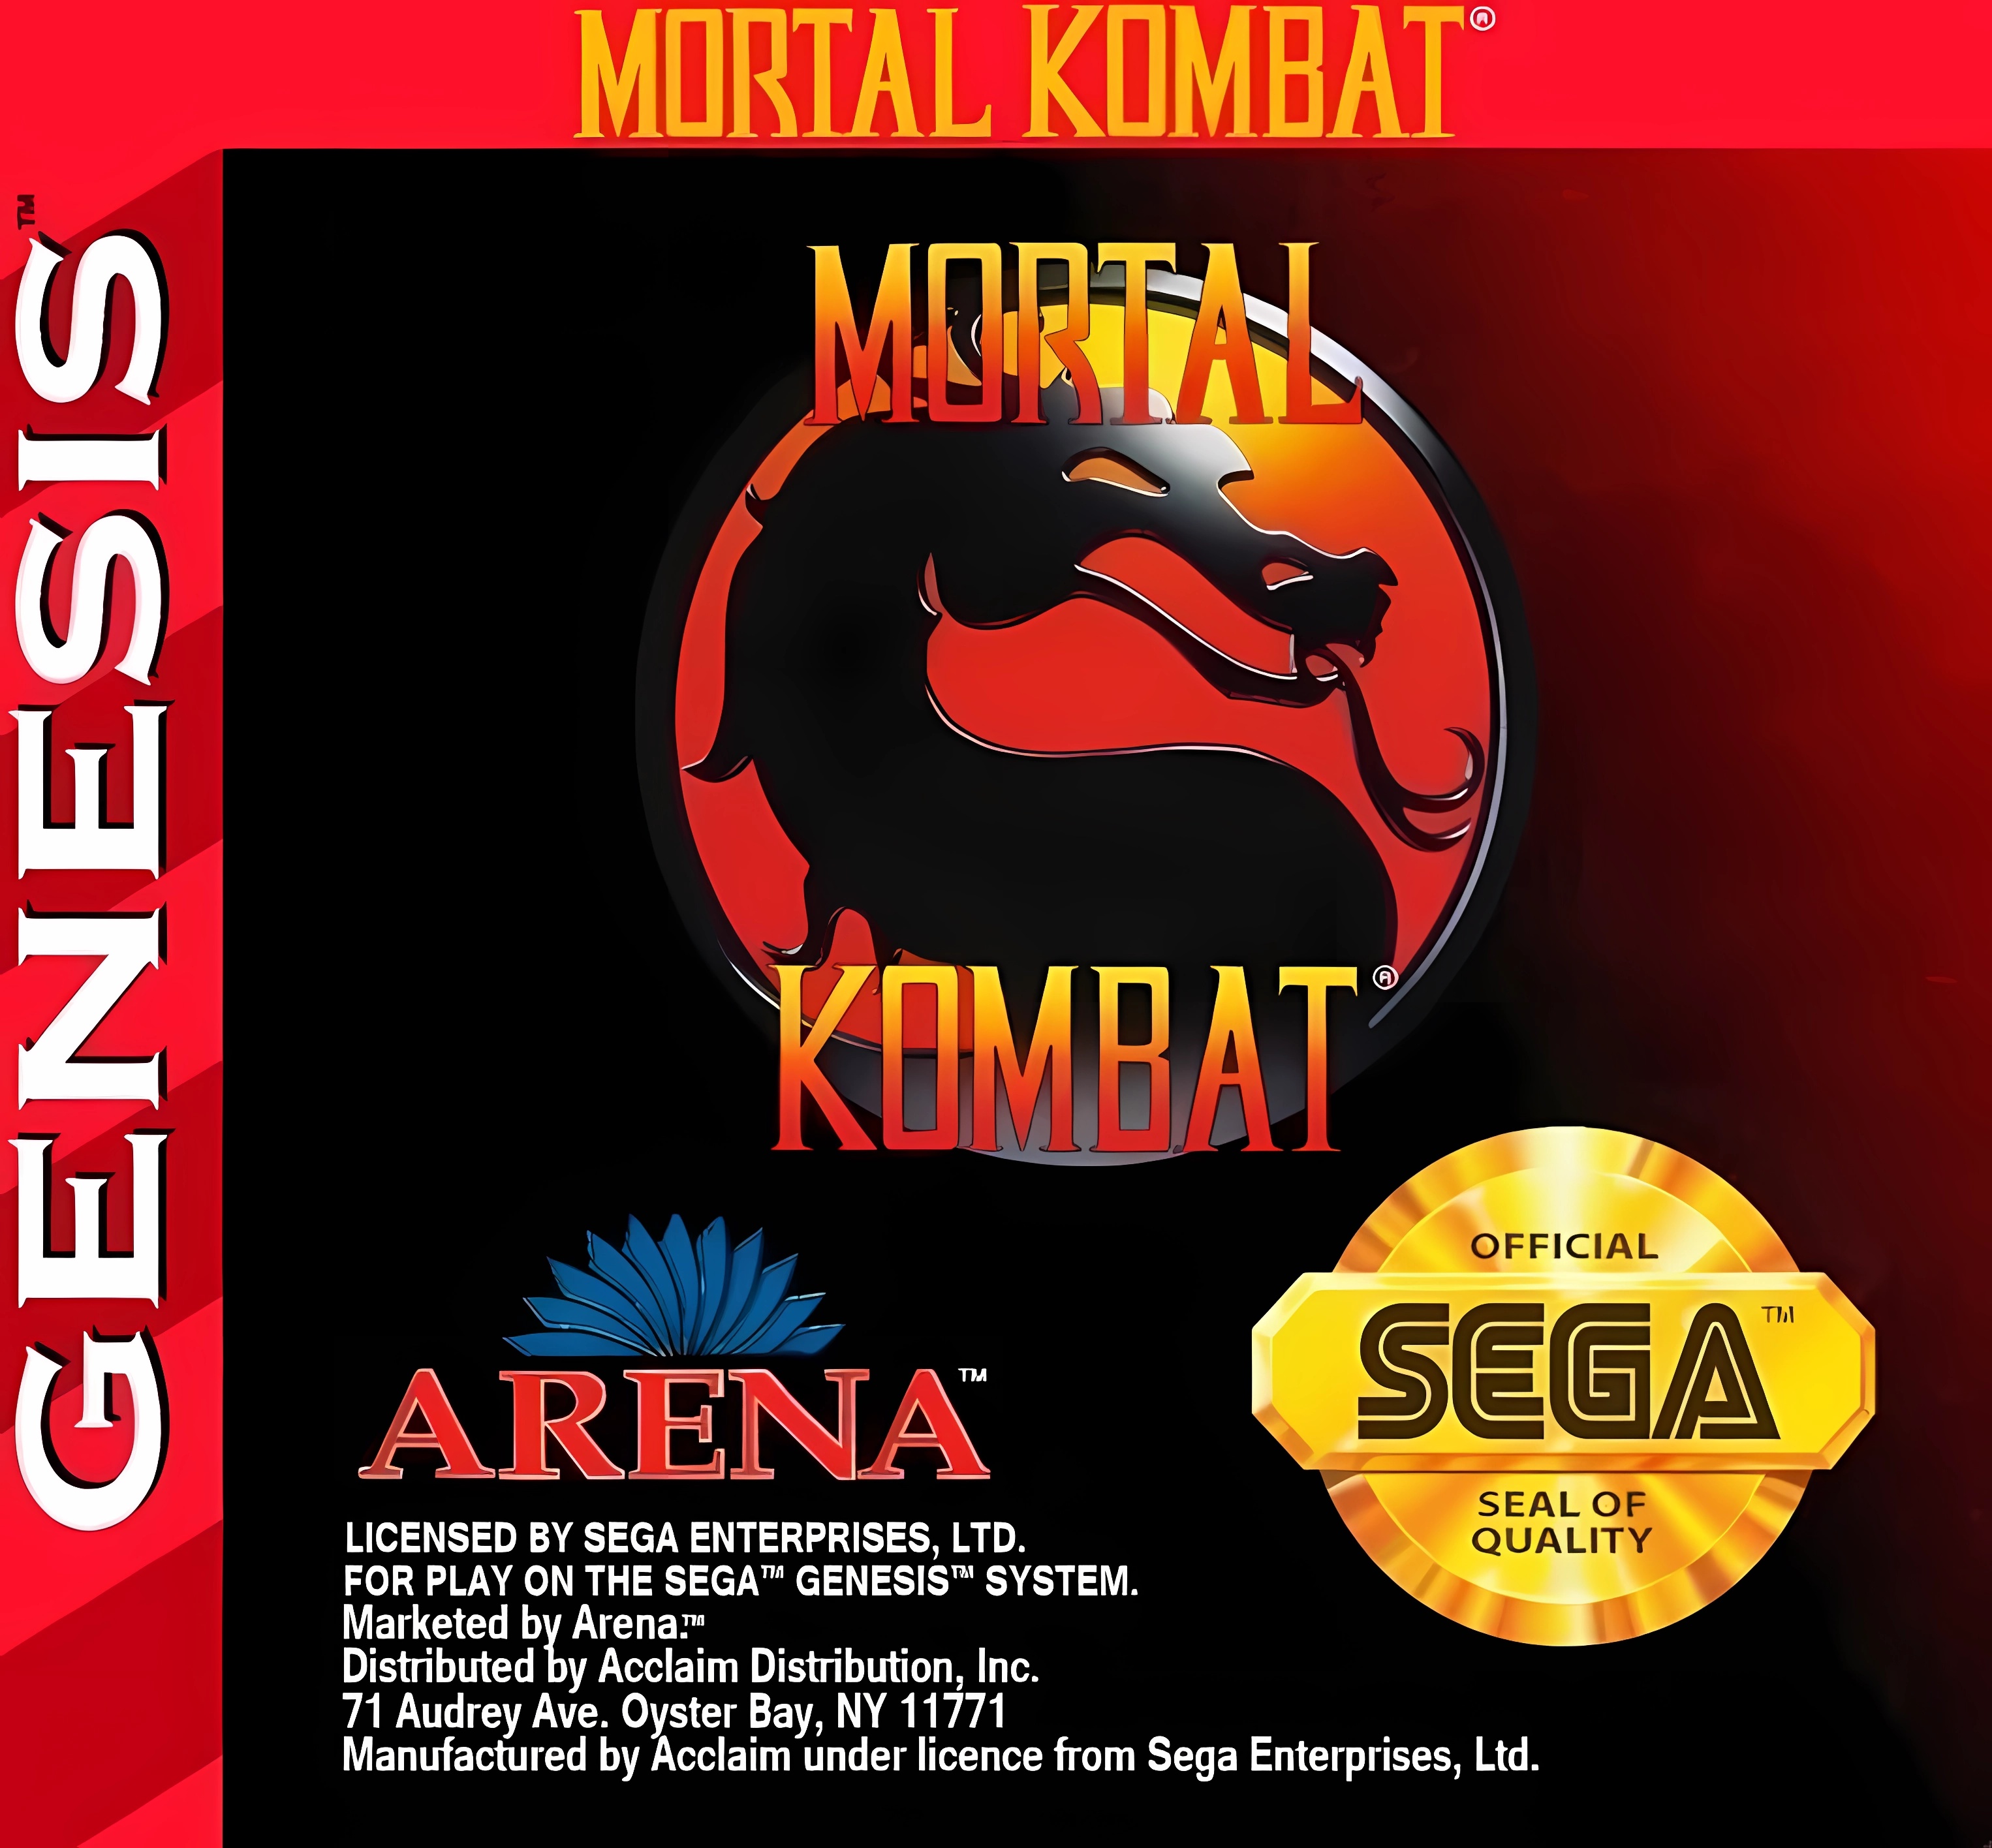 MORTAL KOMBAT®
GENESIS™
MORTAL
KOMBAT®
ARENA™
OFFICIAL
SEGA™
SEAL OF
QUALITY
LICENSED BY SEGA ENTERPRISES, LTD.
FOR PLAY ON THE SEGA™ GENESIS™ SYSTEM.
Marketed by Arena.™
Distributed by Acclaim Distribution, Inc.
71 Audrey Ave. Oyster Bay, NY 11771
Manufactured by Acclaim under licence from Sega Enterprises, Ltd.